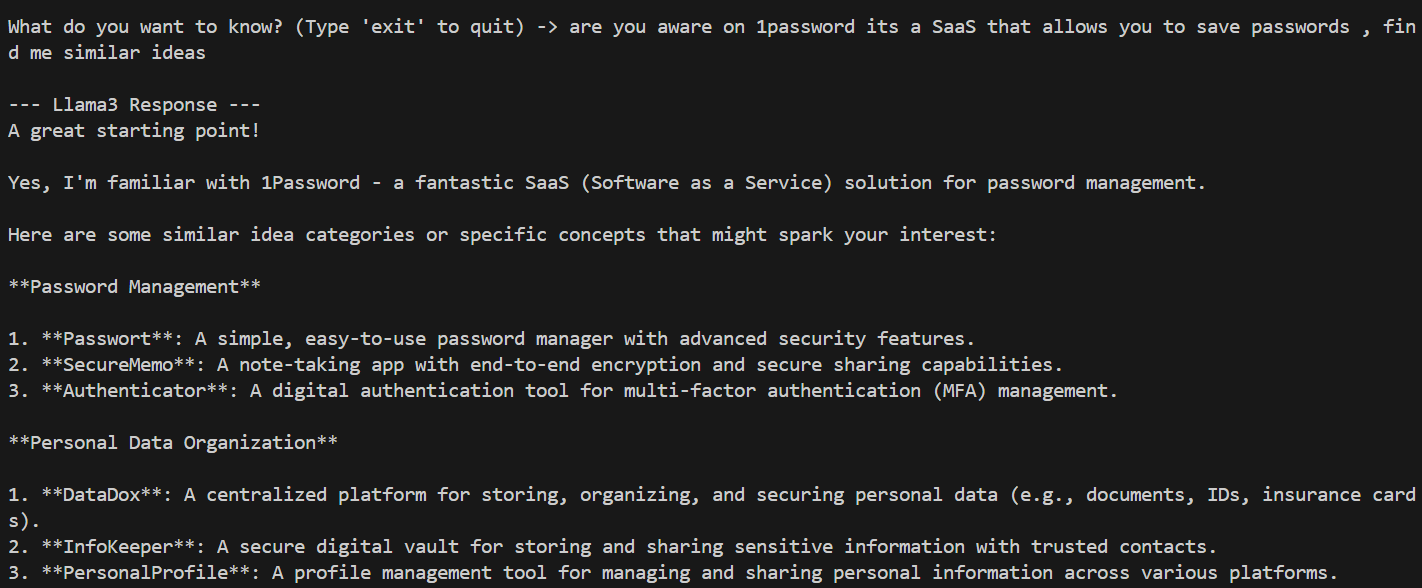 What do you want to know? (Type 'exit' to quit) -> are you aware on 1password its a SaaS that allows you to save passwords , fin
d me similar ideas
--- Llama3 Response ---
A great starting point!
Yes, I'm familiar with 1Password - a fantastic SaaS (Software as a Service) solution for password management.
Here are some similar idea categories or specific concepts that might spark your interest:
**Password Management**
1. **Passwort**: A simple, easy-to-use password manager with advanced security features.
2. **SecureMemo**: A note-taking app with end-to-end encryption and secure sharing capabilities.
3. **Authenticator**: A digital authentication tool for multi-factor authentication (MFA) management.
**Personal Data Organization**
1. **DataDox**: A centralized platform for storing, organizing, and securing personal data (e.g., documents, IDs, insurance card
s).
2. **InfoKeeper**: A secure digital vault for storing and sharing sensitive information with trusted contacts.
3. **PersonalProfile**: A profile management tool for managing and sharing personal information across various platforms.